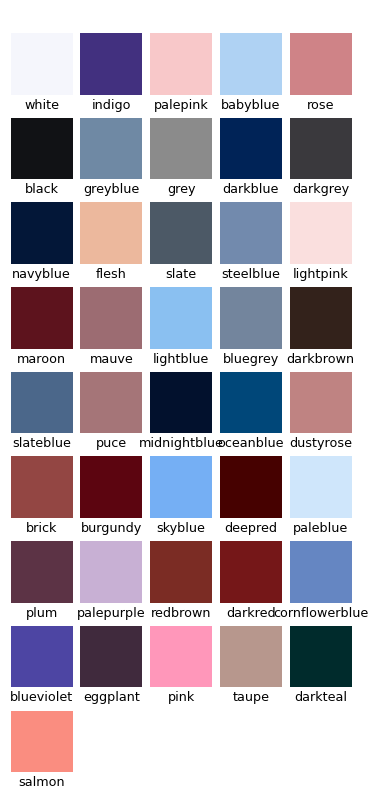 white indigo palepink babyblue rose
black greyblue grey darkblue darkgrey
navyblue flesh slate steelblue lightpink
maroon mauve lightblue bluegrey darkbrown
slateblue puce midnightblue oceanblue dustyrose
brick burgundy skyblue deepred paleblue
plum palepurple redbrown darkred cornflowerblue
blueviolet eggplant pink taupe darkteal
salmon